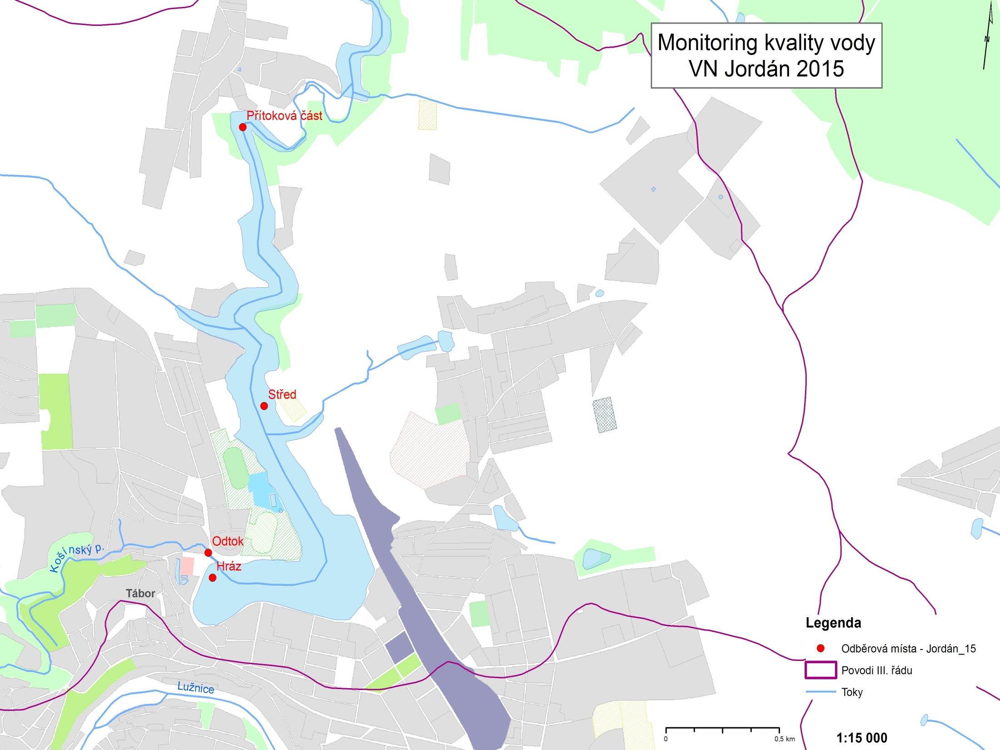 Monitoring kvality vody
VN Jordán 2015
N
Přítoková část
Střed
Odtok
Hráz
Košínský p.
Tábor
Lužnice
Legenda
Odběrová místa - Jordán_15
Povodi III. řádu
Toky
0 0,5 km
1:15 000